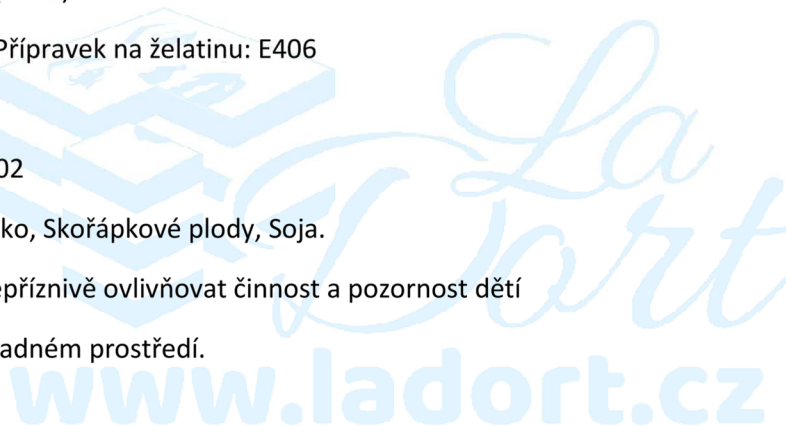 Přípravek na želatinu: E406
02
ko, Skořápkové plody, Soja.
epříznivě ovlivňovat činnost a pozornost dětí
adném prostředí.
La
Dort
www.ladort.cz